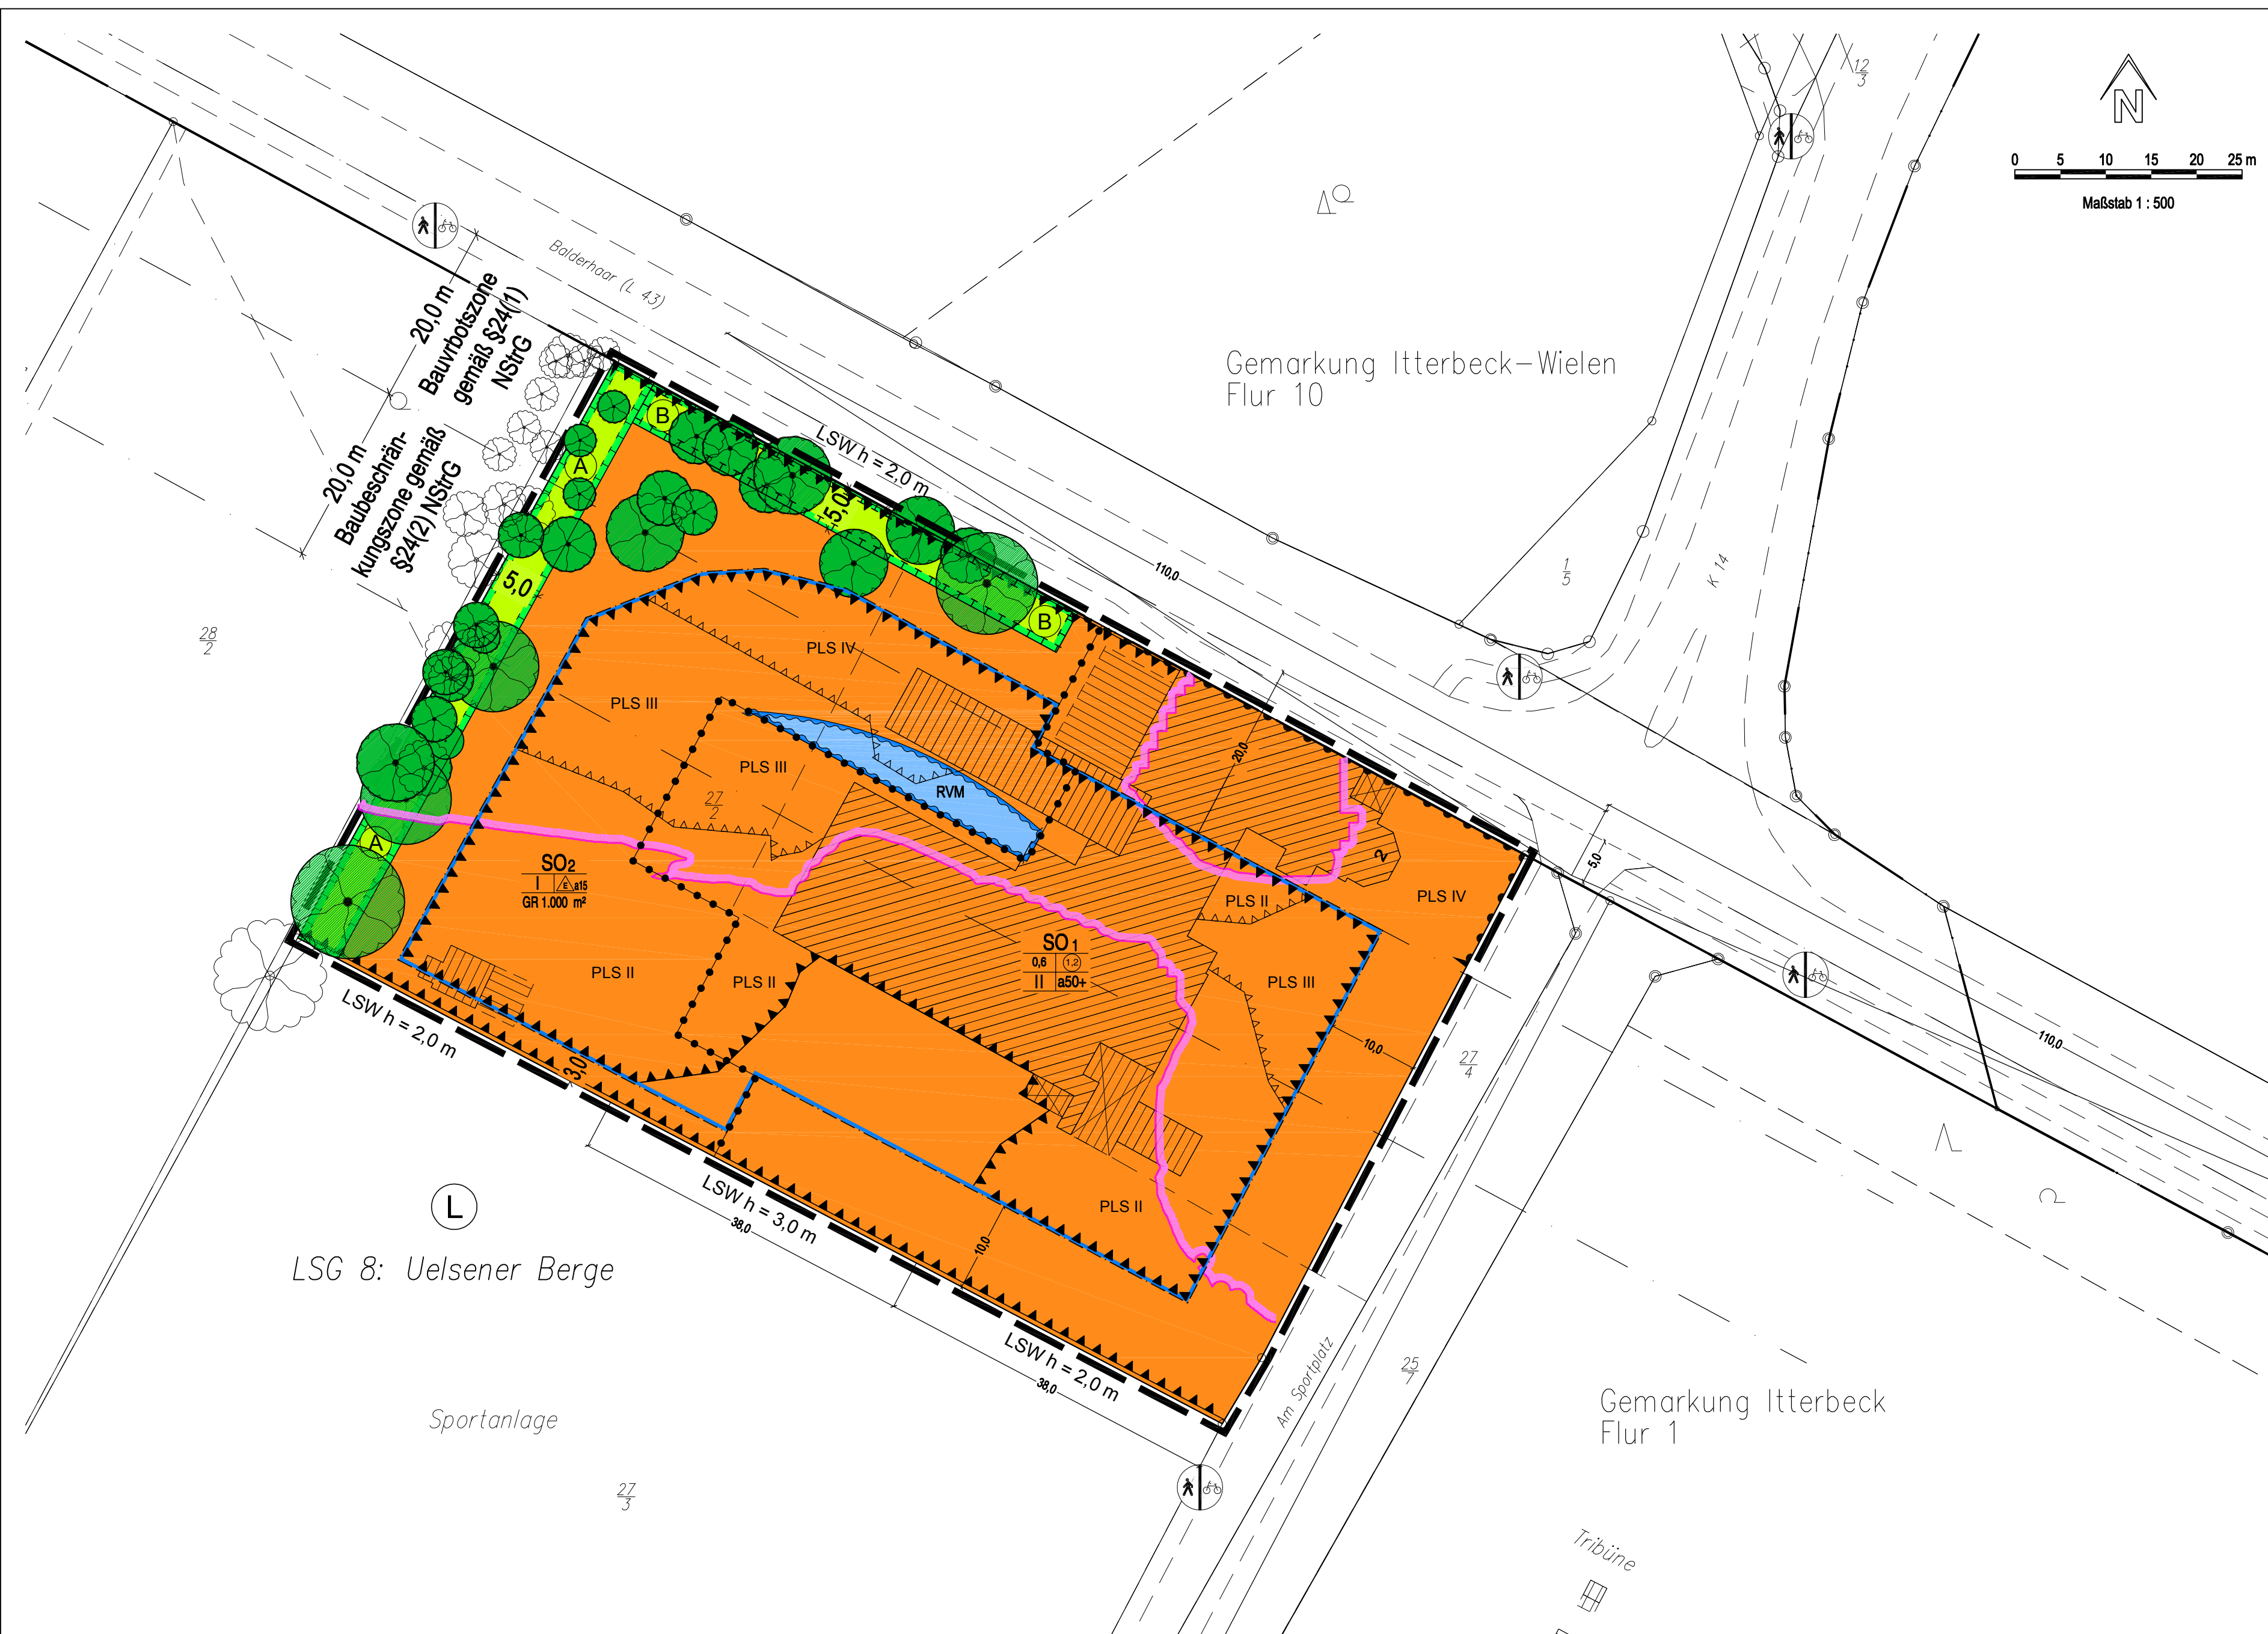 12
3
N
0 5 10 15 20 25 m
Maßstab 1 : 500
Balderhaar (L 43)
20,0 m
Bauvrbotszone
gemäß §24(1)
NStrG
20,0 m
Baubeschrän-
kungszone gemäß
§24(2) NStrG
Gemarkung Itterbeck-Wielen
Flur 10
B
A
LSW h = 2,0 m
5,0
5,0
110,0
1
5
K 14
28
2
B
PLS IV
PLS III
PLS III
27
2
RVM
20,0
2
5,0
A
SO2
I E a15
GR 1.000 m²
PLS II
PLS IV
PLS II
PLS II
SO1
0,6 1,2
II a50+
PLS III
10,0
27
4
110,0
LSW h = 2,0 m
3,0
PLS II
L
LSG 8: Uelsener Berge
LSW h = 3,0 m
38,0
10,0
LSW h = 2,0 m
38,0
Am Sportplatz
25
7
Gemarkung Itterbeck
Flur 1
Sportanlage
27
3
Tribüne